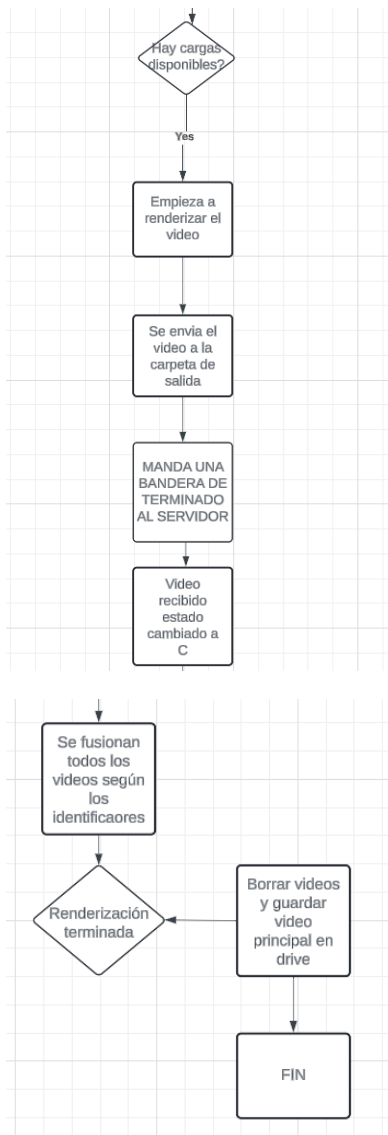 Hay cargas
disponibles?
Yes
Empieza a
renderizar el
video
Se envia el
video a la
carpeta de
salida
MANDA UNA
BANDERA DE
TERMINADO
AL SERVIDOR
Video
recibido
estado
cambiado a
C
Se fusionan
todos los
videos según
los
identificaores
Renderización
terminada
Borrar videos
y guardar
video
principal en
drive
FIN